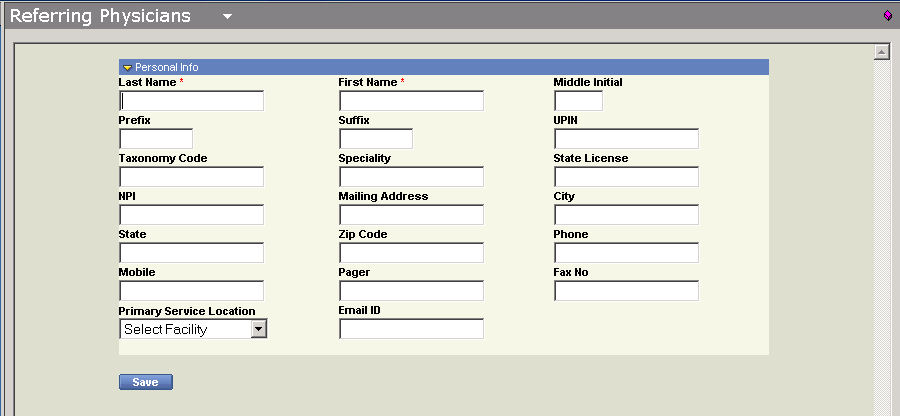 Referring Physicians
Personal Info
Last Name * First Name * Middle Initial
Prefix Suffix UPIN
Taxonomy Code Speciality State License
NPI Mailing Address City
State Zip Code Phone
Mobile Pager Fax No
Primary Service Location Email ID
Select Facility
Save